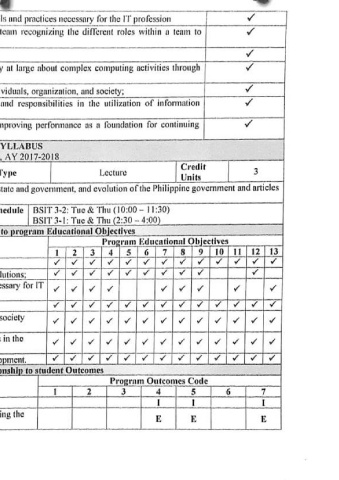 ls and practices necessary for the IT profession ✓
team recognizing the different roles within a team to ✓
✓
y at large about complex computing activities through ✓
viduals, organization, and society; ✓
and responsibilities in the utilization of information ✓
mproving performance as a foundation for continuing ✓
YLLABUS
, AY 2017-2018
Type Lecture Credit Units 3
state and government, and evolution of the Philippine government and articles
hedule BSIT 3-2: Tue & Thu (10:00 – 11:30)
BSIT 3-1: Tue & Thu (2:30 – 4:00)
to program Educational Objectives
Program Educational Objectives
1 2 3 4 5 6 7 8 9 10 11 12 13
✓ ✓ ✓ ✓ ✓ ✓ ✓ ✓ ✓ ✓ ✓ ✓ ✓
lutions; ✓ ✓ ✓ ✓ ✓ ✓ ✓ ✓ ✓ ✓
essary for IT ✓ ✓ ✓ ✓ ✓ ✓ ✓ ✓ ✓
✓ ✓ ✓ ✓ ✓ ✓ ✓ ✓ ✓ ✓ ✓ ✓ ✓
society ✓ ✓ ✓ ✓ ✓ ✓ ✓ ✓ ✓ ✓ ✓ ✓ ✓
in the ✓ ✓ ✓ ✓ ✓ ✓ ✓ ✓ ✓ ✓ ✓ ✓ ✓
opment. ✓ ✓ ✓ ✓ ✓ ✓ ✓ ✓ ✓ ✓ ✓ ✓ ✓
onship to student Outcomes
Program Outcomes Code
1 2 3 4 5 6 7
I I I
ing the E E E